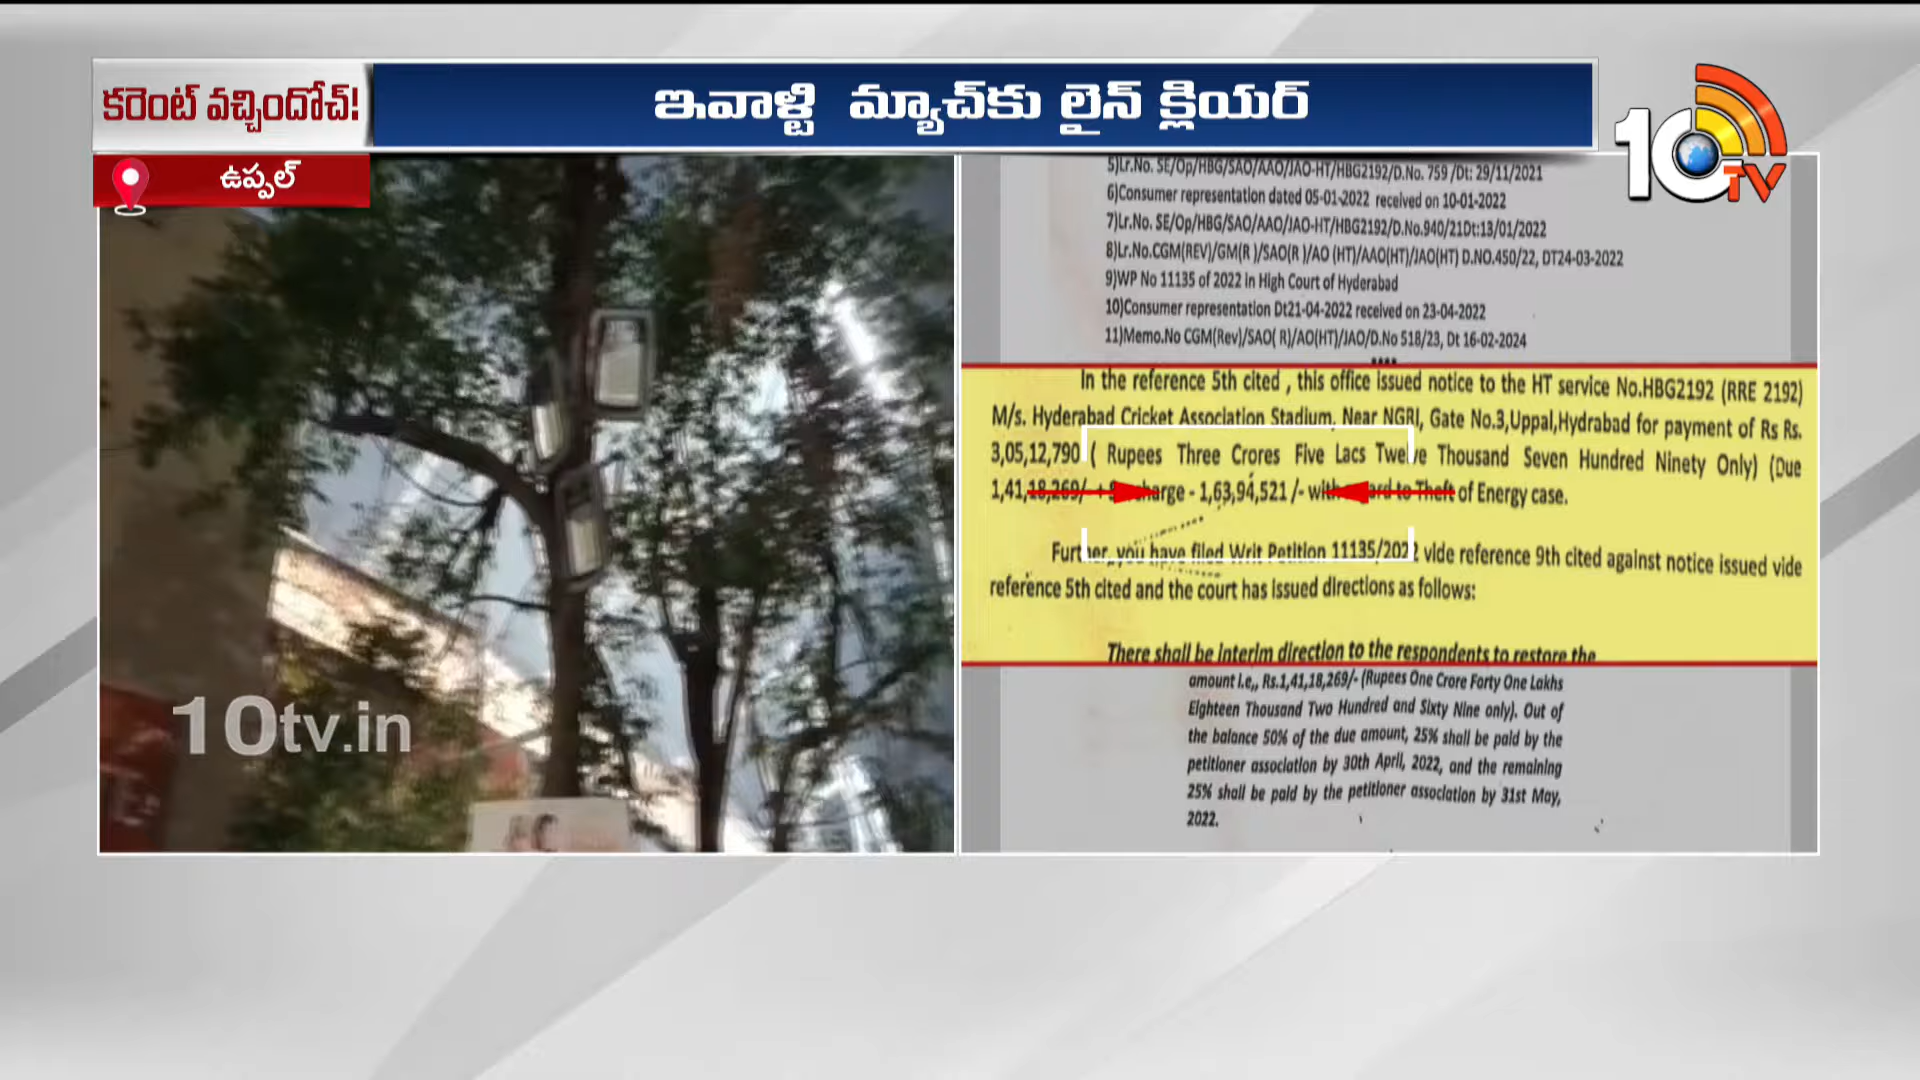 కరెంట్ వచ్చిందోచ్!
ఇవాళ్టి మ్యాచ్‌కు లైన్ క్లియర్
10TV
ఉప్పల్
10tv.in
5)Lr.No. SE/Op/HBG/SAO/AAO/JAO-HT/HBG2192/D.No. 759 /Dt: 29/11/2021
6)Consumer representation dated 05-01-2022 received on 10-01-2022
7)Lr.No. SE/Op/HBG/SAO/AAO/JAO-HT/HBG2192/D.No.940/21Dt:13/01/2022
8)Lr.No.CGM(REV)/GM(R )/SAO(R )/AO (HT)/AAO(HT)/JAO(HT) D.NO.450/22, DT24-03-2022
9)WP No 11135 of 2022 in High Court of Hyderabad
10)Consumer representation Dt21-04-2022 received on 23-04-2022
11)Memo.No CGM(Rev)/SAO( R)/AO(HT)/JAO/D.No 518/23, Dt 16-02-2024
****
In the reference 5th cited , this office issued notice to the HT service No.HBG2192 (RRE 2192)
M/s. Hyderabad Cricket Association Stadium, Near NGRI, Gate No.3,Uppal,Hydrabad for payment of Rs Rs.
3,05,12,790 ( Rupees Three Crores Five Lacs Twelve Thousand Seven Hundred Ninety Only) (Due
1,41,18,269/- + - 1,63,94,521 /- to Theft of Energy case.
Further, you have filed Writ Petition 11135/2022 vide reference 9th cited against notice issued vide
reference 5th cited and the court has issued directions as follows:
There shall be interim direction to the respondents to restore the
amount i.e,, Rs.1,41,18,269/- (Rupees One Crore Forty One Lakhs
Eighteen Thousand Two Hundred and Sixty Nine only). Out of
the balance 50% of the due amount, 25% shall be paid by the
petitioner association by 30th April, 2022, and the remaining
25% shall be paid by the petitioner association by 31st May,
2022.